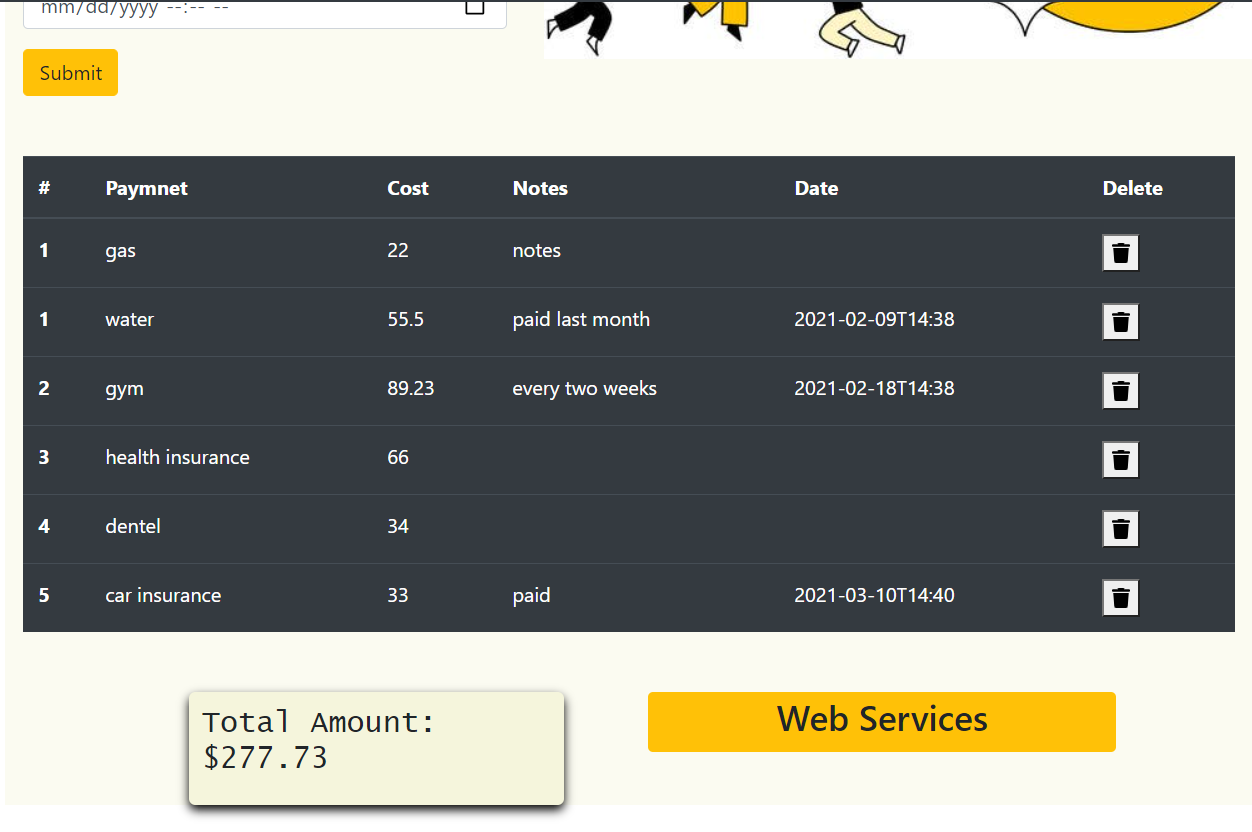 mm/dd/yyyy --:-- --
Submit
# Paymnet Cost Notes Date Delete
1 gas 22 notes
1 water 55.5 paid last month 2021-02-09T14:38
2 gym 89.23 every two weeks 2021-02-18T14:38
3 health insurance 66
4 dentel 34
5 car insurance 33 paid 2021-03-10T14:40
Total Amount:
$277.73
Web Services